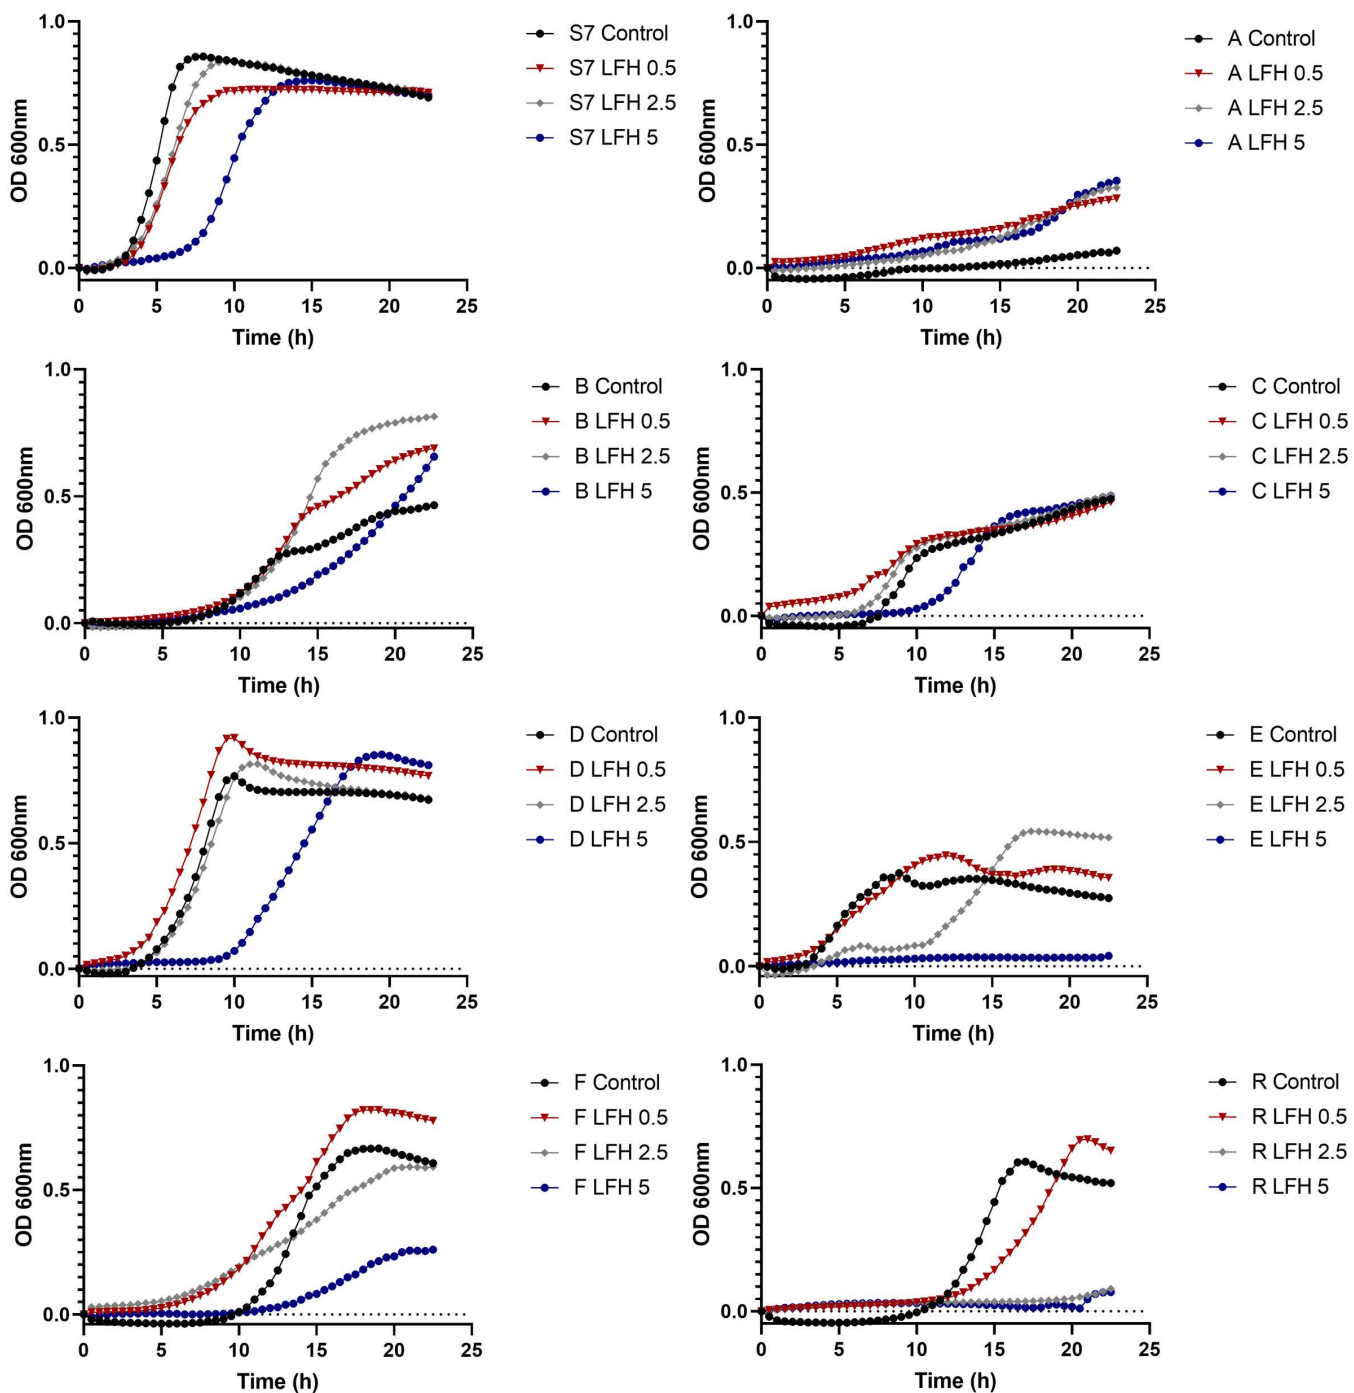 1.0
0.5
0.0
OD 600nm
0 5 10 15 20 25
Time (h)
S7 Control
S7 LFH 0.5
S7 LFH 2.5
S7 LFH 5
1.0
0.5
0.0
OD 600nm
0 5 10 15 20 25
Time (h)
A Control
A LFH 0.5
A LFH 2.5
A LFH 5
1.0
0.5
0.0
OD 600nm
0 5 10 15 20 25
Time (h)
B Control
B LFH 0.5
B LFH 2.5
B LFH 5
1.0
0.5
0.0
OD 600nm
0 5 10 15 20 25
Time (h)
C Control
C LFH 0.5
C LFH 2.5
C LFH 5
1.0
0.5
0.0
OD 600nm
0 5 10 15 20 25
Time (h)
D Control
D LFH 0.5
D LFH 2.5
D LFH 5
1.0
0.5
0.0
OD 600nm
0 5 10 15 20 25
Time (h)
E Control
E LFH 0.5
E LFH 2.5
E LFH 5
1.0
0.5
0.0
OD 600nm
0 5 10 15 20 25
Time (h)
F Control
F LFH 0.5
F LFH 2.5
F LFH 5
1.0
0.5
0.0
OD 600nm
0 5 10 15 20 25
Time (h)
R Control
R LFH 0.5
R LFH 2.5
R LFH 5